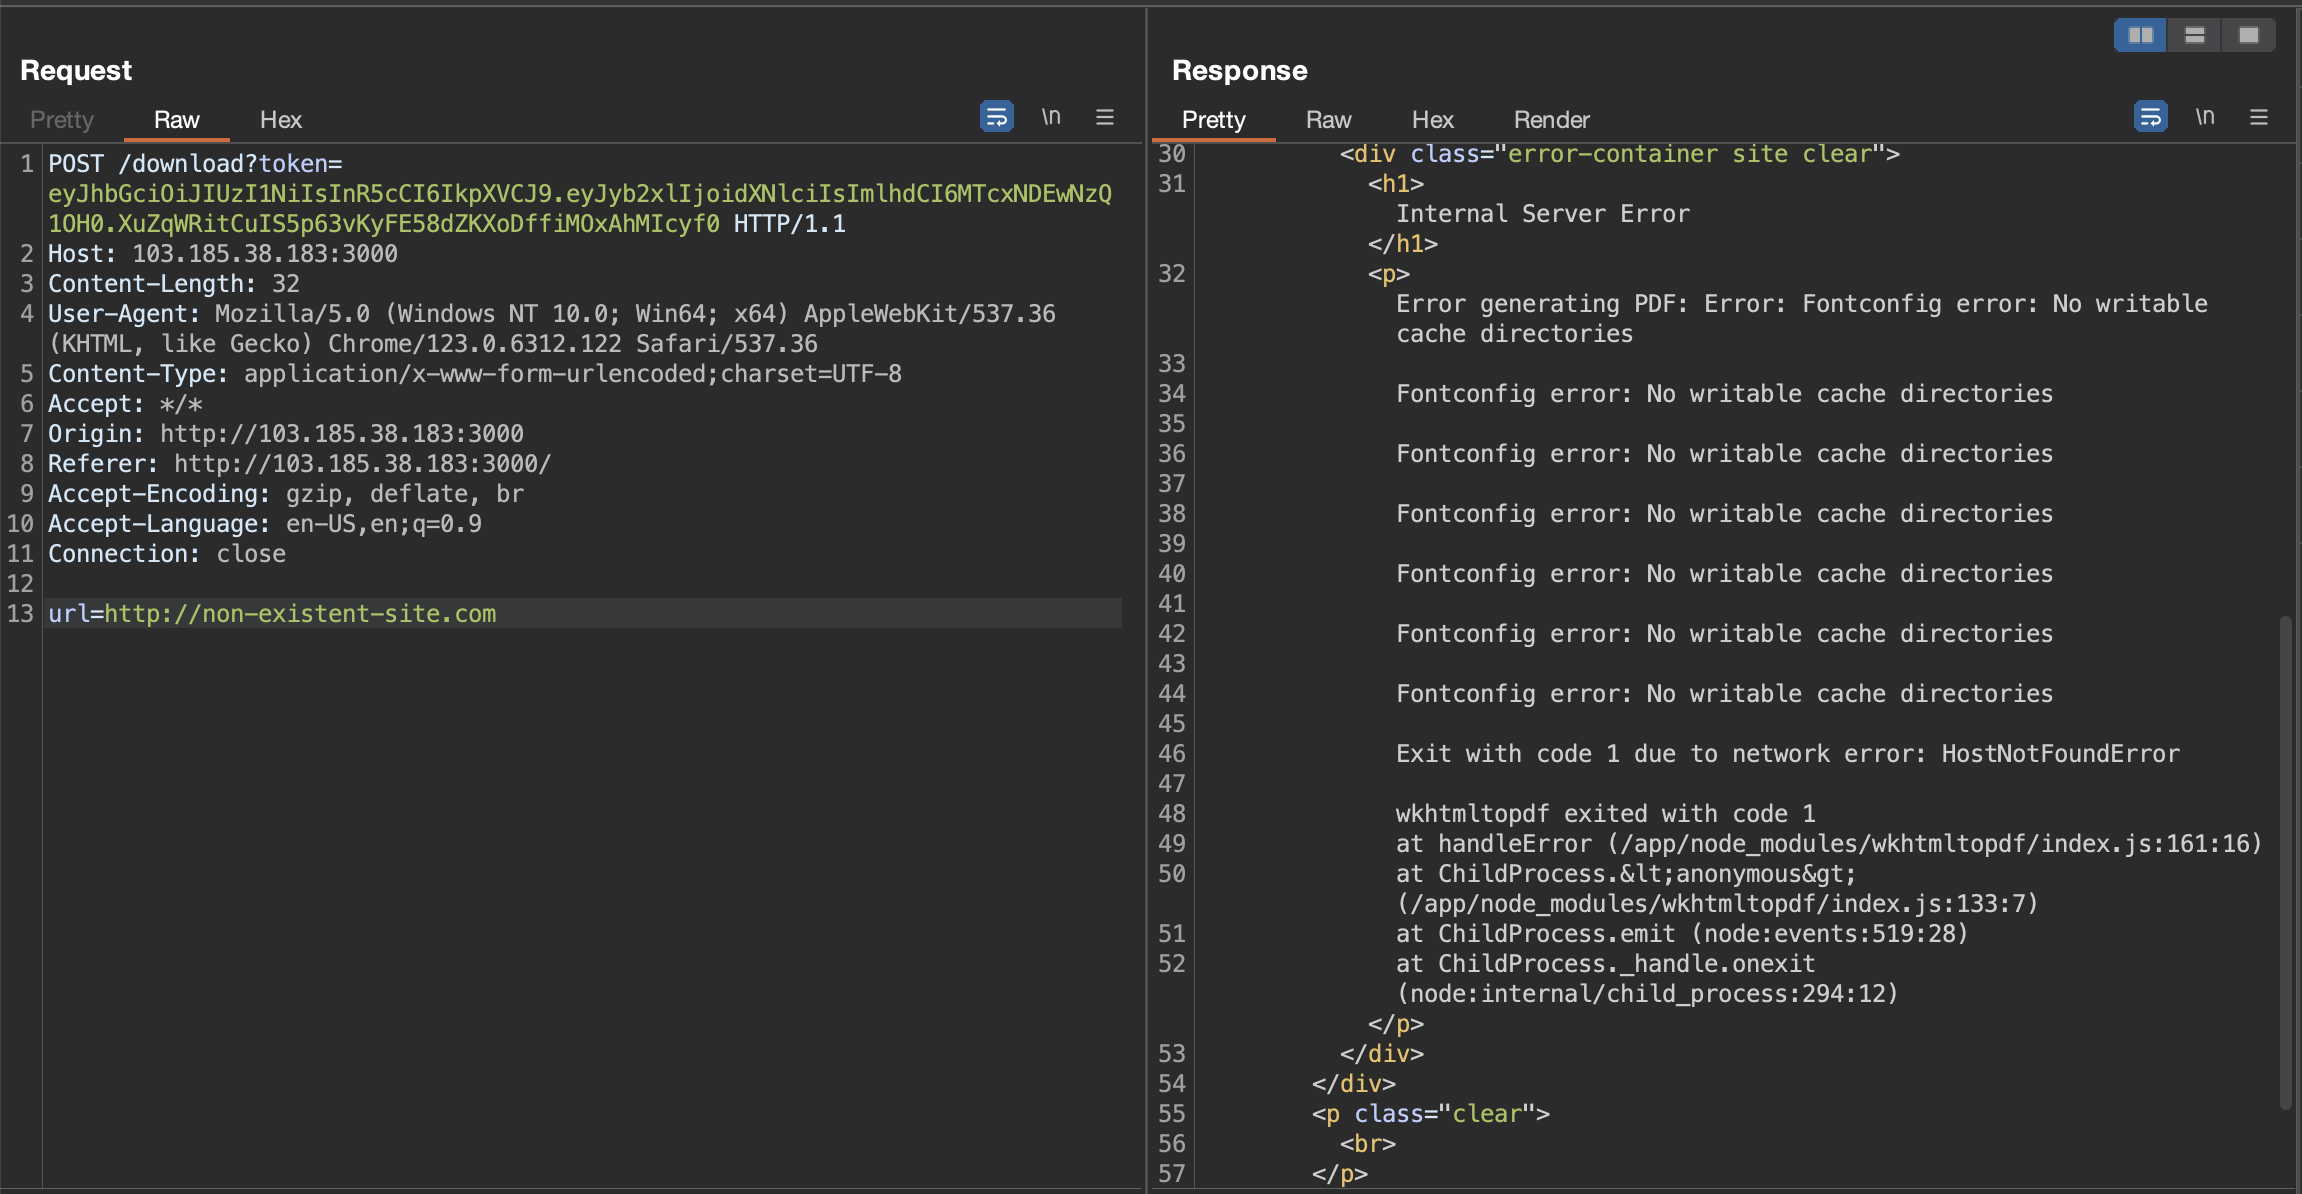 Request
Pretty Raw Hex
\n
1 POST /download?token=
eyJhbGciOiJIUzI1NiIsInR5cCI6IkpXVCJ9.eyJyb2xlIjoidXNlciIsImlhdCI6MTcxNDEwNzQ
1OH0.XuZqWRitCuIS5p63vKyFE58dZKXoDffiMOxAhMIcyf0 HTTP/1.1
2 Host: 103.185.38.183:3000
3 Content-Length: 32
4 User-Agent: Mozilla/5.0 (Windows NT 10.0; Win64; x64) AppleWebKit/537.36
(KHTML, like Gecko) Chrome/123.0.6312.122 Safari/537.36
5 Content-Type: application/x-www-form-urlencoded;charset=UTF-8
6 Accept: */*
7 Origin: http://103.185.38.183:3000
8 Referer: http://103.185.38.183:3000/
9 Accept-Encoding: gzip, deflate, br
10 Accept-Language: en-US,en;q=0.9
11 Connection: close
12
13 url=http://non-existent-site.com
Response
Pretty Raw Hex Render
\n
30 <div class="error-container site clear">
31 <h1>
Internal Server Error
</h1>
32 <p>
Error generating PDF: Error: Fontconfig error: No writable
cache directories
33
34 Fontconfig error: No writable cache directories
35
36 Fontconfig error: No writable cache directories
37
38 Fontconfig error: No writable cache directories
39
40 Fontconfig error: No writable cache directories
41
42 Fontconfig error: No writable cache directories
43
44 Fontconfig error: No writable cache directories
45
46 Exit with code 1 due to network error: HostNotFoundError
47
48 wkhtmltopdf exited with code 1
49 at handleError (/app/node_modules/wkhtmltopdf/index.js:161:16)
50 at ChildProcess.&lt;anonymous&gt;
(/app/node_modules/wkhtmltopdf/index.js:133:7)
51 at ChildProcess.emit (node:events:519:28)
52 at ChildProcess._handle.onexit
(node:internal/child_process:294:12)
</p>
53 </div>
54 </div>
55 <p class="clear">
56 <br>
57 </p>